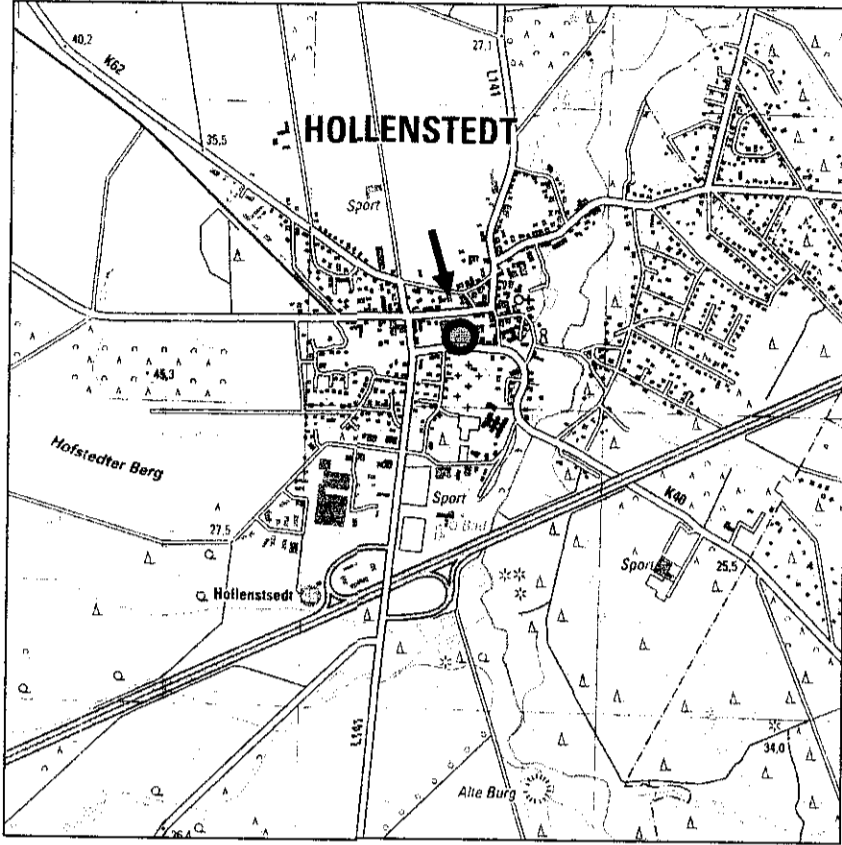 40,2
K62
27,1
L141
HOLLENSTEDT
35,5
Sport
45,3
Hofstedter Berg
27,5
Sport
Bad
K40
Sport
25,5
Hollenstsedt
L141
34,0
Alte Burg
26,4